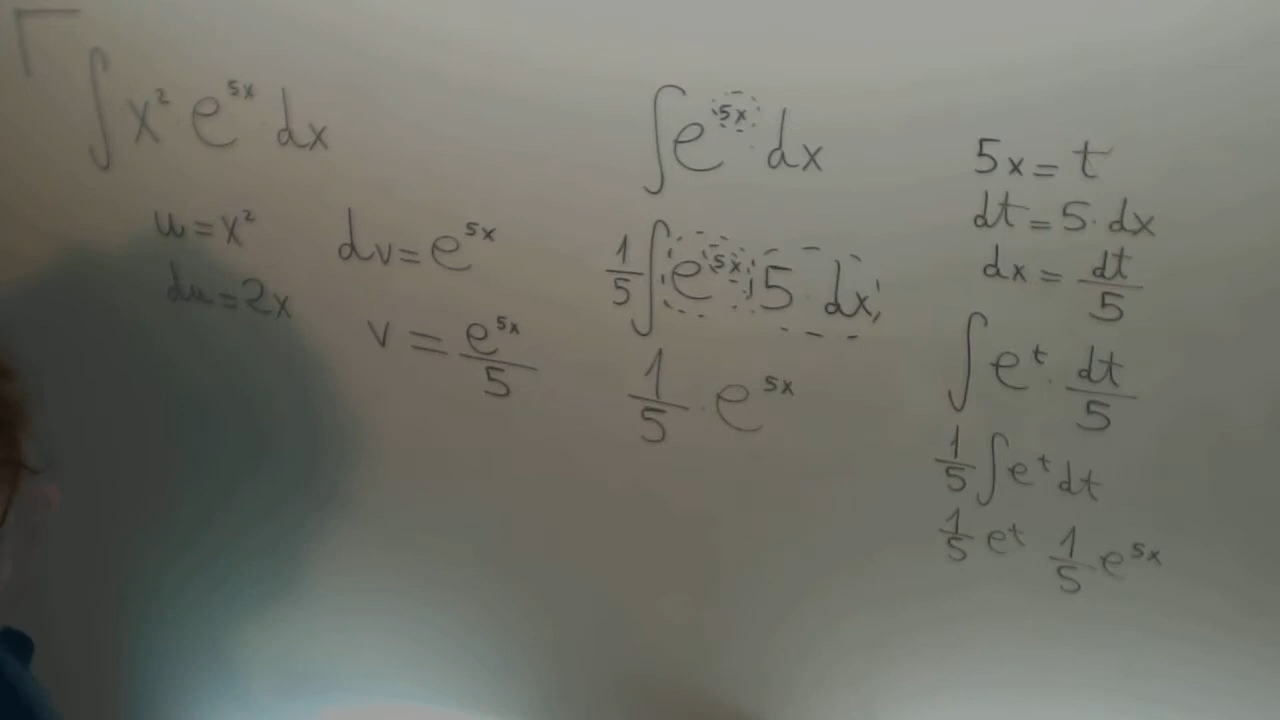 ∫ x² e^{5x} dx
u = x²
du = 2x
dv = e^{5x}
v = e^{5x}/5
∫ e^{5x} dx
1/5 ∫ e^{5x} · 5 dx
1/5 · e^{5x}
5x = t
dt = 5 · dx
dx = dt/5
∫ e^t · dt/5
1/5 ∫ e^t dt
1/5 e^t 1/5 e^{5x}